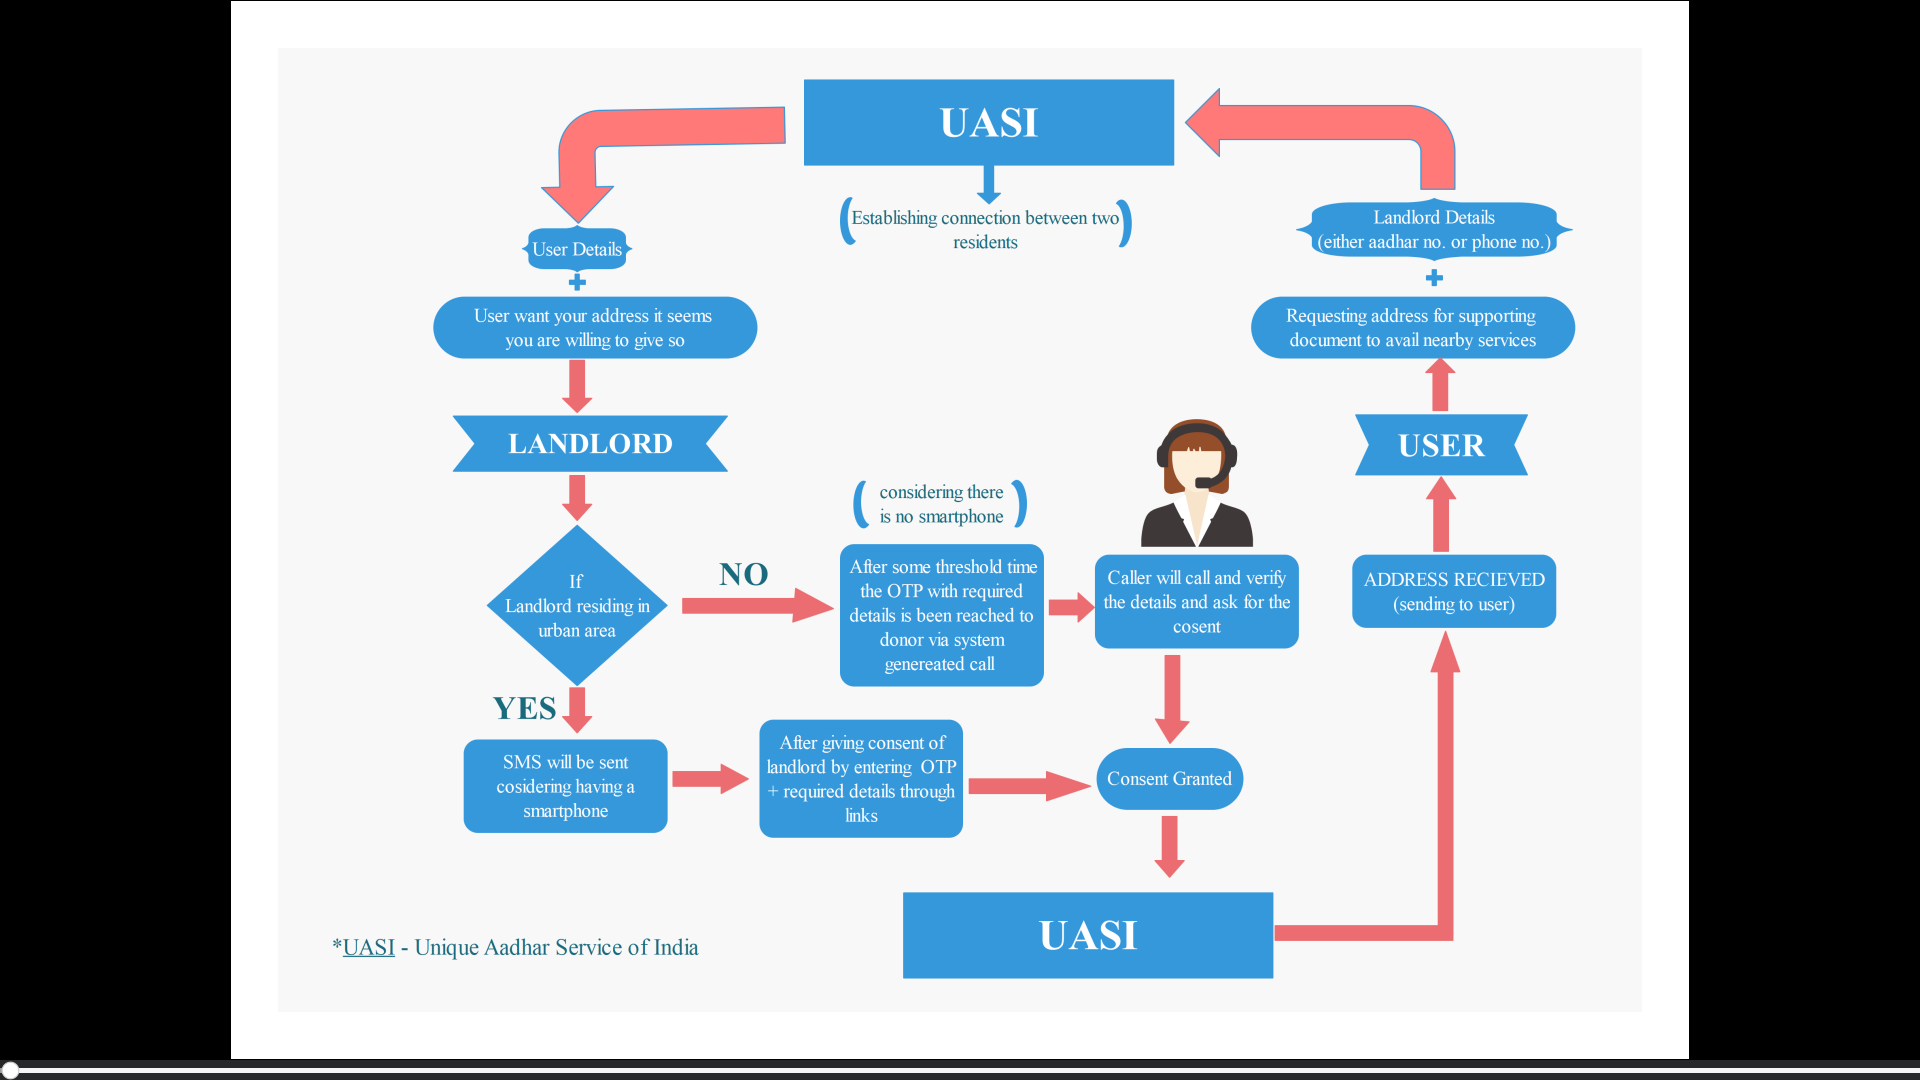 UASI
Establishing connection between two
residents
User Details
User want your address it seems
you are willing to give so
LANDLORD
If
Landlord residing in
urban area
NO
YES
SMS will be sent
cosidering having a
smartphone
After giving consent of
landlord by entering OTP
+ required details through
links
considering there
is no smartphone
After some threshold time
the OTP with required
details is been reached to
donor via system
genereated call
Caller will call and verify
the details and ask for the
cosent
Consent Granted
UASI
ADDRESS RECIEVED
(sending to user)
USER
Requesting address for supporting
document to avail nearby services
Landlord Details
(either aadhar no. or phone no.)
*UASI - Unique Aadhar Service of India